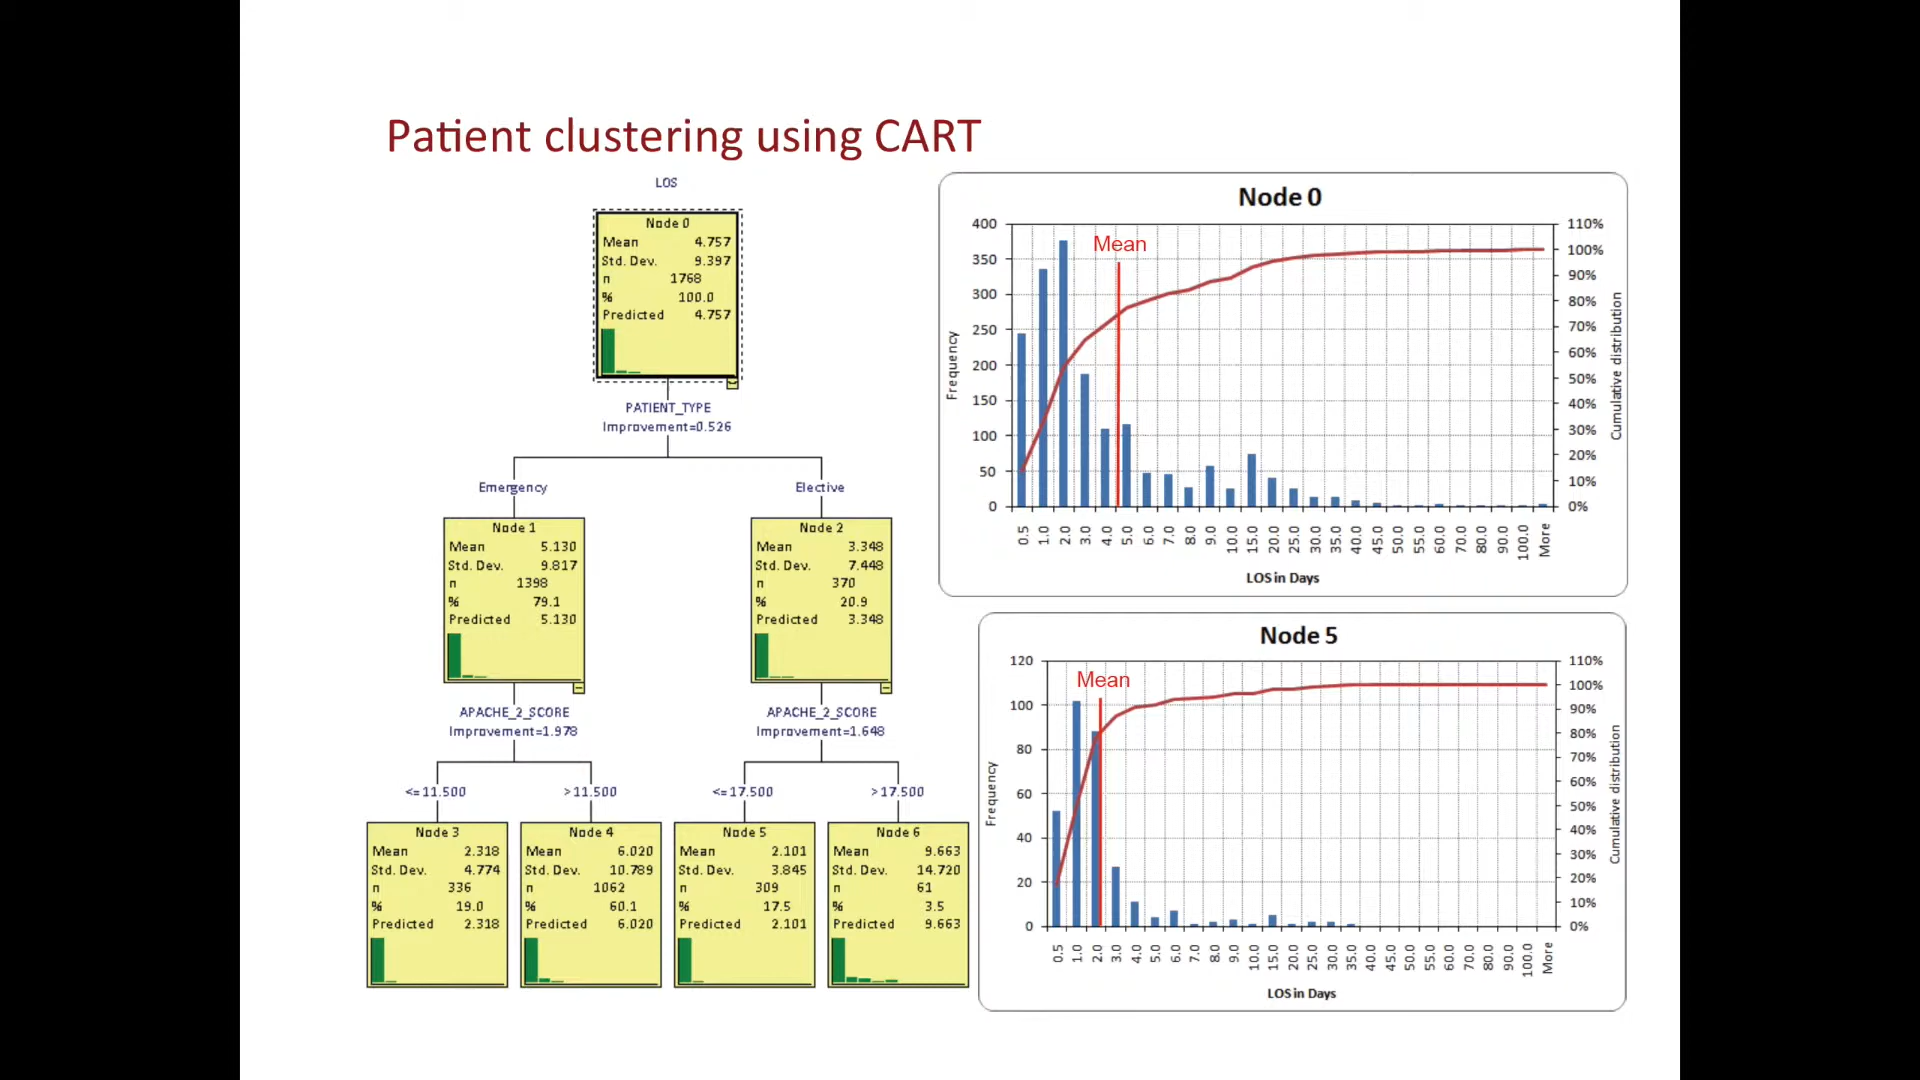 Patient clustering using CART
LOS
Node 0
Mean 4.757
Std. Dev. 9.397
n 1768
% 100.0
Predicted 4.757
PATIENT_TYPE
Improvement=0.526
Emergency Elective
Node 1
Mean 5.130
Std. Dev. 9.817
n 1398
% 79.1
Predicted 5.130
Node 2
Mean 3.348
Std. Dev. 7.448
n 370
% 20.9
Predicted 3.348
APACHE_2_SCORE
Improvement=1.978
APACHE_2_SCORE
Improvement=1.648
<=11.500 >11.500 <=17.500 >17.500
Node 3
Mean 2.318
Std. Dev. 4.774
n 336
% 19.0
Predicted 2.318
Node 4
Mean 6.020
Std. Dev. 10.789
n 1062
% 60.1
Predicted 6.020
Node 5
Mean 2.101
Std. Dev. 3.845
n 309
% 17.5
Predicted 2.101
Node 6
Mean 9.663
Std. Dev. 14.720
n 61
% 3.5
Predicted 9.663
Node 0
Mean
Frequency
400
350
300
250
200
150
100
50
0
110%
100%
90%
80%
70%
60%
50%
40%
30%
20%
10%
0%
Cumulative distribution
0.5 1.0 2.0 3.0 4.0 5.0 6.0 7.0 8.0 9.0 10.0 15.0 20.0 25.0 30.0 35.0 40.0 45.0 50.0 55.0 60.0 70.0 80.0 90.0 100.0 More
LOS in Days
Node 5
Mean
Frequency
120
100
80
60
40
20
0
110%
100%
90%
80%
70%
60%
50%
40%
30%
20%
10%
0%
Cumulative distribution
0.5 1.0 2.0 3.0 4.0 5.0 6.0 7.0 8.0 9.0 10.0 15.0 20.0 25.0 30.0 35.0 40.0 45.0 50.0 55.0 60.0 70.0 80.0 90.0 100.0 More
LOS in Days